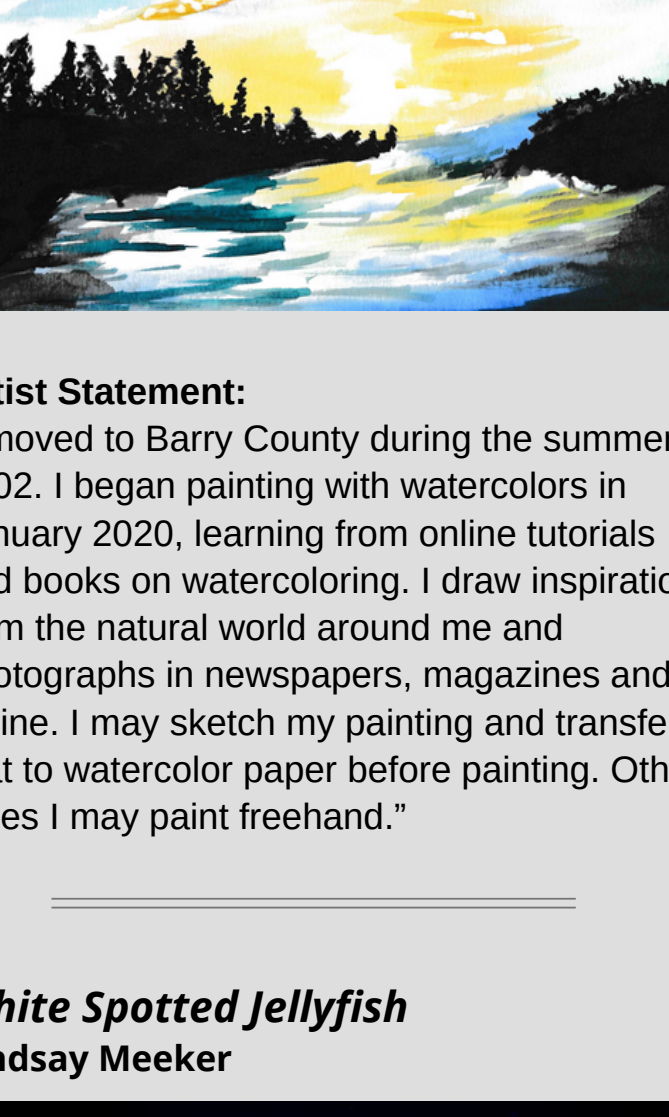 tist Statement:
moved to Barry County during the summer
02. I began painting with watercolors in
nuary 2020, learning from online tutorials
d books on watercoloring. I draw inspiratio
m the natural world around me and
otographs in newspapers, magazines and
ine. I may sketch my painting and transfe
t to watercolor paper before painting. Oth
es I may paint freehand.”
hite Spotted Jellyfish
ndsay Meeker